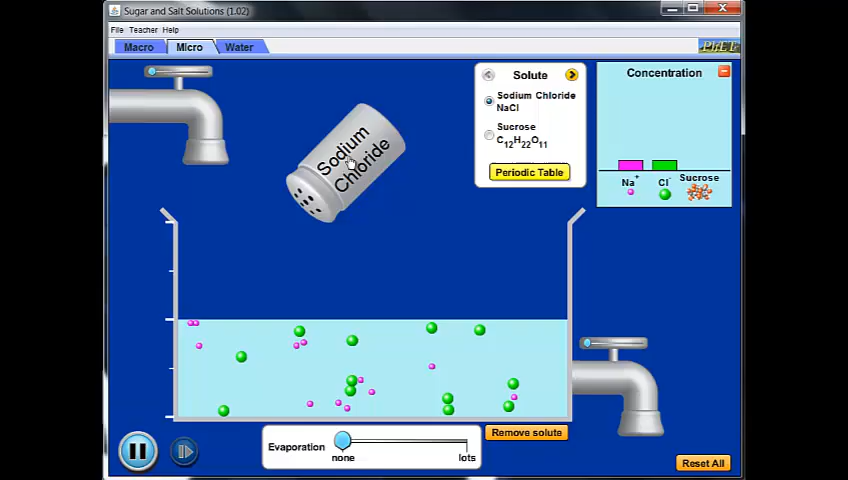 Sugar and Salt Solutions (1.02)
File Teacher Help
Macro Micro Water PhET
Solute
Sodium Chloride
NaCl
Sucrose
C12H22O11
Periodic Table
Concentration
Na+ Cl- Sucrose
Sodium
Chloride
Evaporation
none lots
Remove solute
Reset All